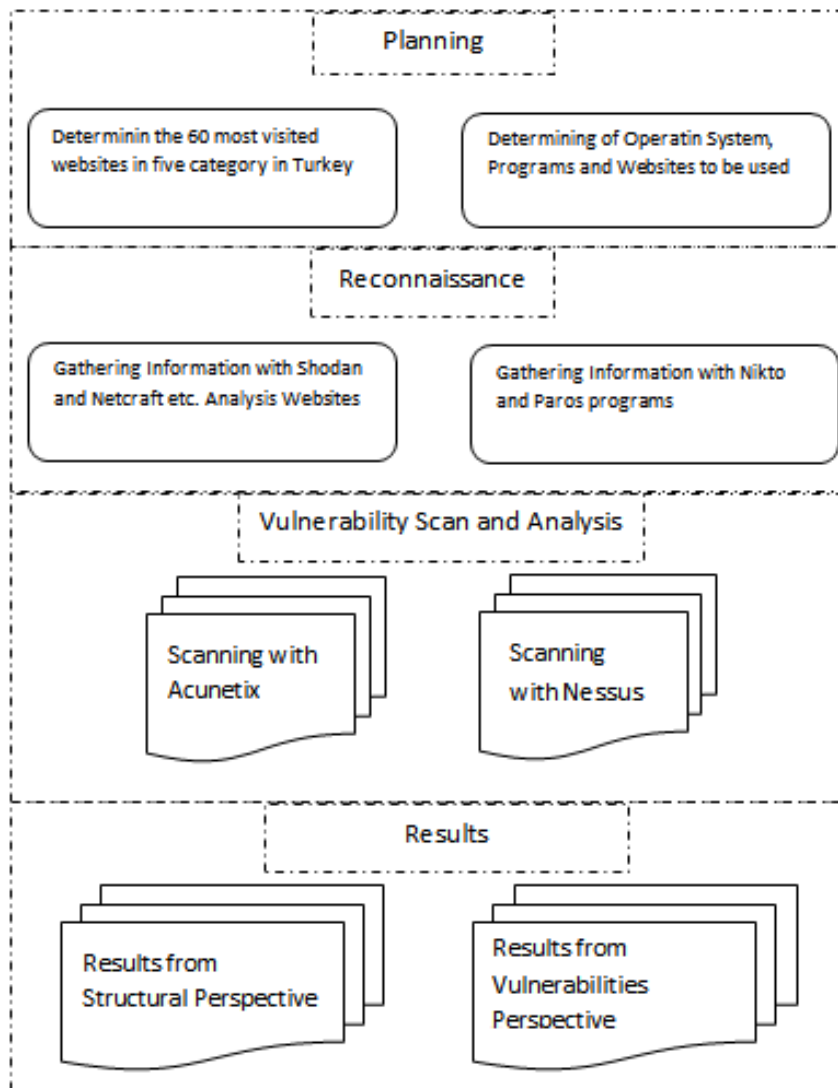 Planning
Determinin the 60 most visited
websites in five category in Turkey
Determining of Operatin System,
Programs and Websites to be used
Reconnaissance
Gathering Information with Shodan
and Netcraft etc. Analysis Websites
Gathering Information with Nikto
and Paros programs
Vulnerability Scan and Analysis
Scanning with
Acunetix
Scanning
with Nessus
Results
Results from
Structural Perspective
Results from
Vulnerabilities
Perspective